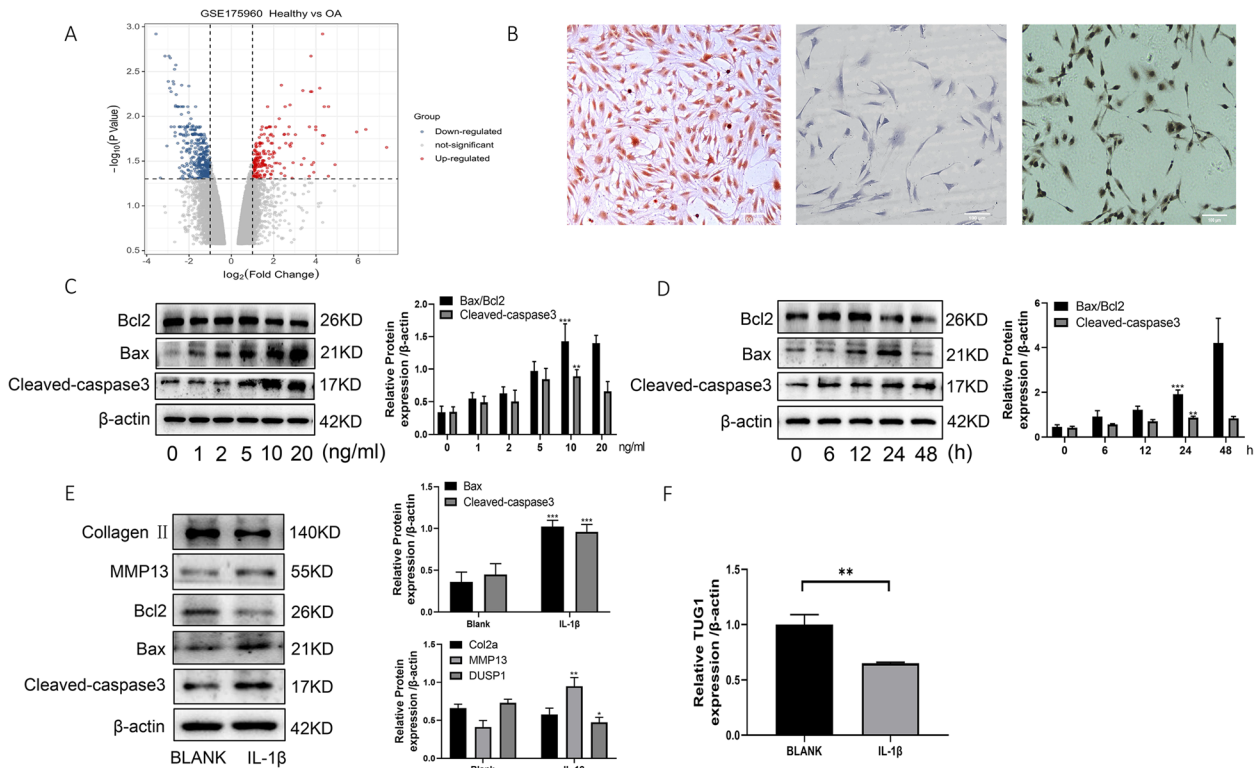 A
GSE175960 Healthy vs OA
3.0
2.5
2.0
1.5
1.0
0.5
−log₁₀(P Value)
-4
-2
0
2
4
6
log₂(Fold Change)
Group
Down-regulated
not-significant
Up-regulated
B
C
Bcl2
26KD
Bax
21KD
Cleaved-caspase3
17KD
β-actin
42KD
0 1 2 5 10 20 (ng/ml)
Bax/Bcl2
Cleaved-caspase3
Relative Protein
expression /β-actin
2.0
1.5
1.0
0.5
0.0
***
**
0 1 2 5 10 20 ng/ml
D
Bcl2
26KD
Bax
21KD
Cleaved-caspase3
17KD
β-actin
42KD
0 6 12 24 48 (h)
Bax/Bcl2
Cleaved-caspase3
Relative Protein
expression /β-actin
6
4
2
0
***
**
0 6 12 24 48 h
E
Collagen Ⅱ
140KD
MMP13
55KD
Bcl2
26KD
Bax
21KD
Cleaved-caspase3
17KD
β-actin
42KD
BLANK IL-1β
Bax
Cleaved-caspase3
Relative Protein
expression /β-actin
1.5
1.0
0.5
0.0
***
***
Blank IL-1β
Col2a
MMP13
DUSP1
Relative Protein
expression /β-actin
1.5
1.0
0.5
0.0
**
*
F
Relative TUG1
expression /β-actin
1.5
1.0
0.5
0.0
**
BLANK IL-1β